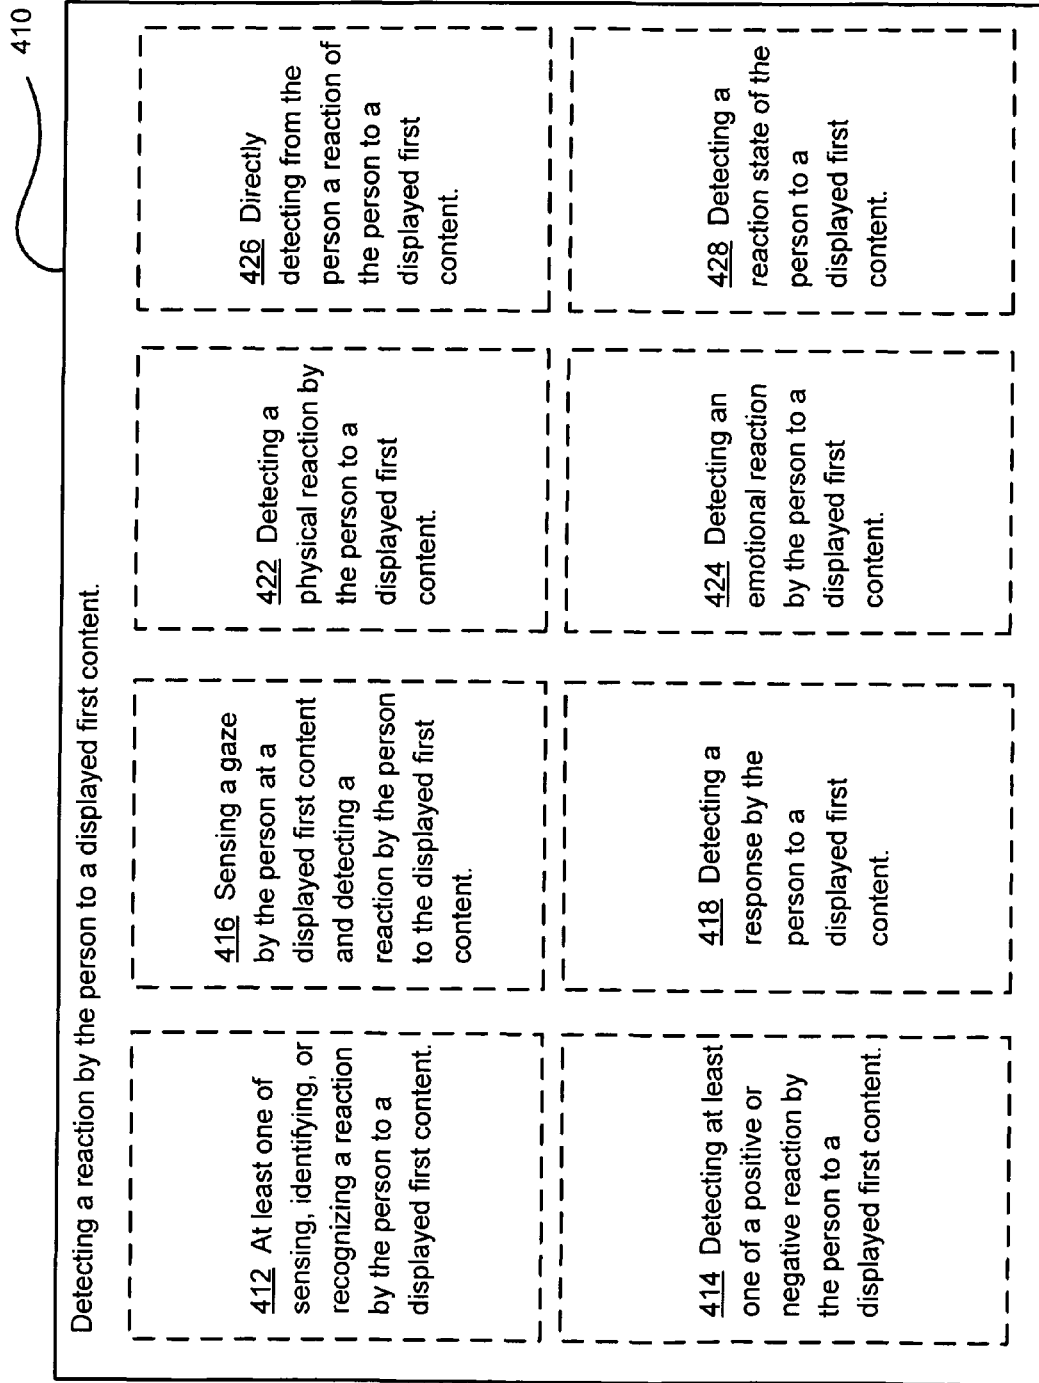 410
Detecting a reaction by the person to a displayed first content.
412 At least one of
sensing, identifying, or
recognizing a reaction
by the person to a
displayed first content.
414 Detecting at least
one of a positive or
negative reaction by
the person to a
displayed first content.
416 Sensing a gaze
by the person at a
displayed first content
and detecting a
reaction by the person
to the displayed first
content.
418 Detecting a
response by the
person to a
displayed first
content.
422 Detecting a
physical reaction by
the person to a
displayed first
content.
424 Detecting an
emotional reaction
by the person to a
displayed first
content.
426 Directly
detecting from the
person a reaction of
the person to a
displayed first
content.
428 Detecting a
reaction state of the
person to a
displayed first
content.